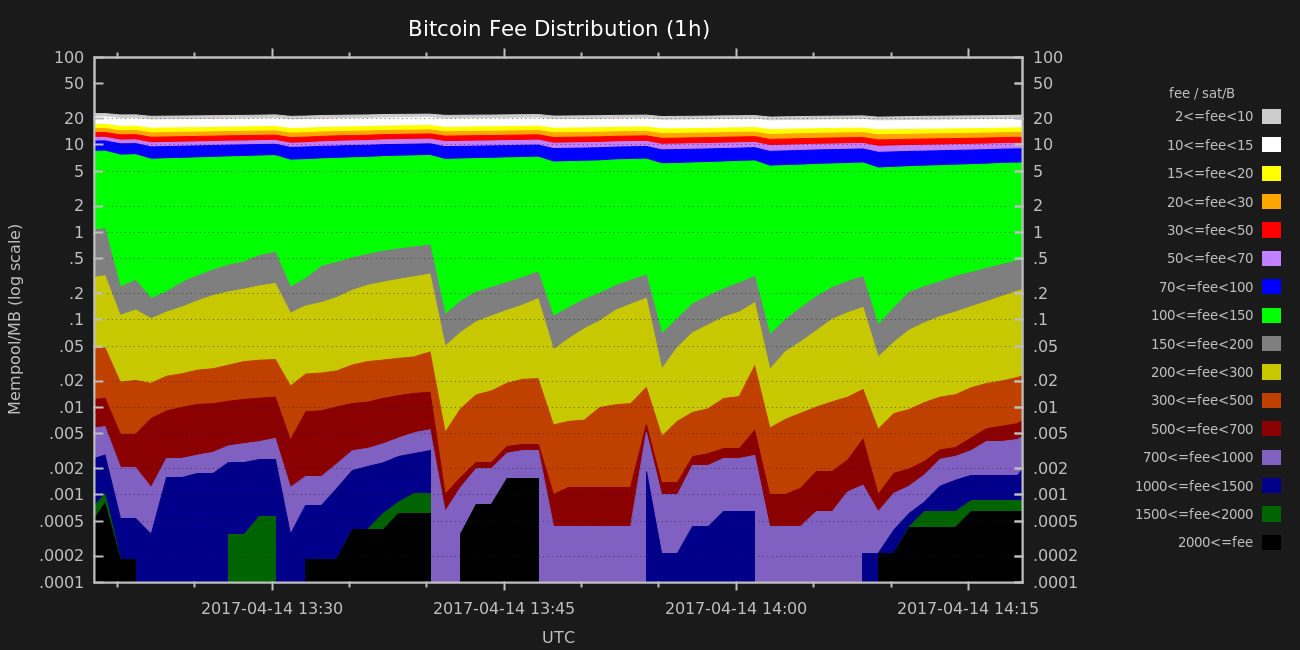 Bitcoin Fee Distribution (1h)
Mempool/MB (log scale)
100
50
20
10
5
2
1
.5
.2
.1
.05
.02
.01
.005
.002
.001
.0005
.0002
.0001
100
50
20
10
5
2
1
.5
.2
.1
.05
.02
.01
.005
.002
.001
.0005
.0002
.0001
2017-04-14 13:30
2017-04-14 13:45
2017-04-14 14:00
2017-04-14 14:15
UTC
fee / sat/B
2<=fee<10
10<=fee<15
15<=fee<20
20<=fee<30
30<=fee<50
50<=fee<70
70<=fee<100
100<=fee<150
150<=fee<200
200<=fee<300
300<=fee<500
500<=fee<700
700<=fee<1000
1000<=fee<1500
1500<=fee<2000
2000<=fee